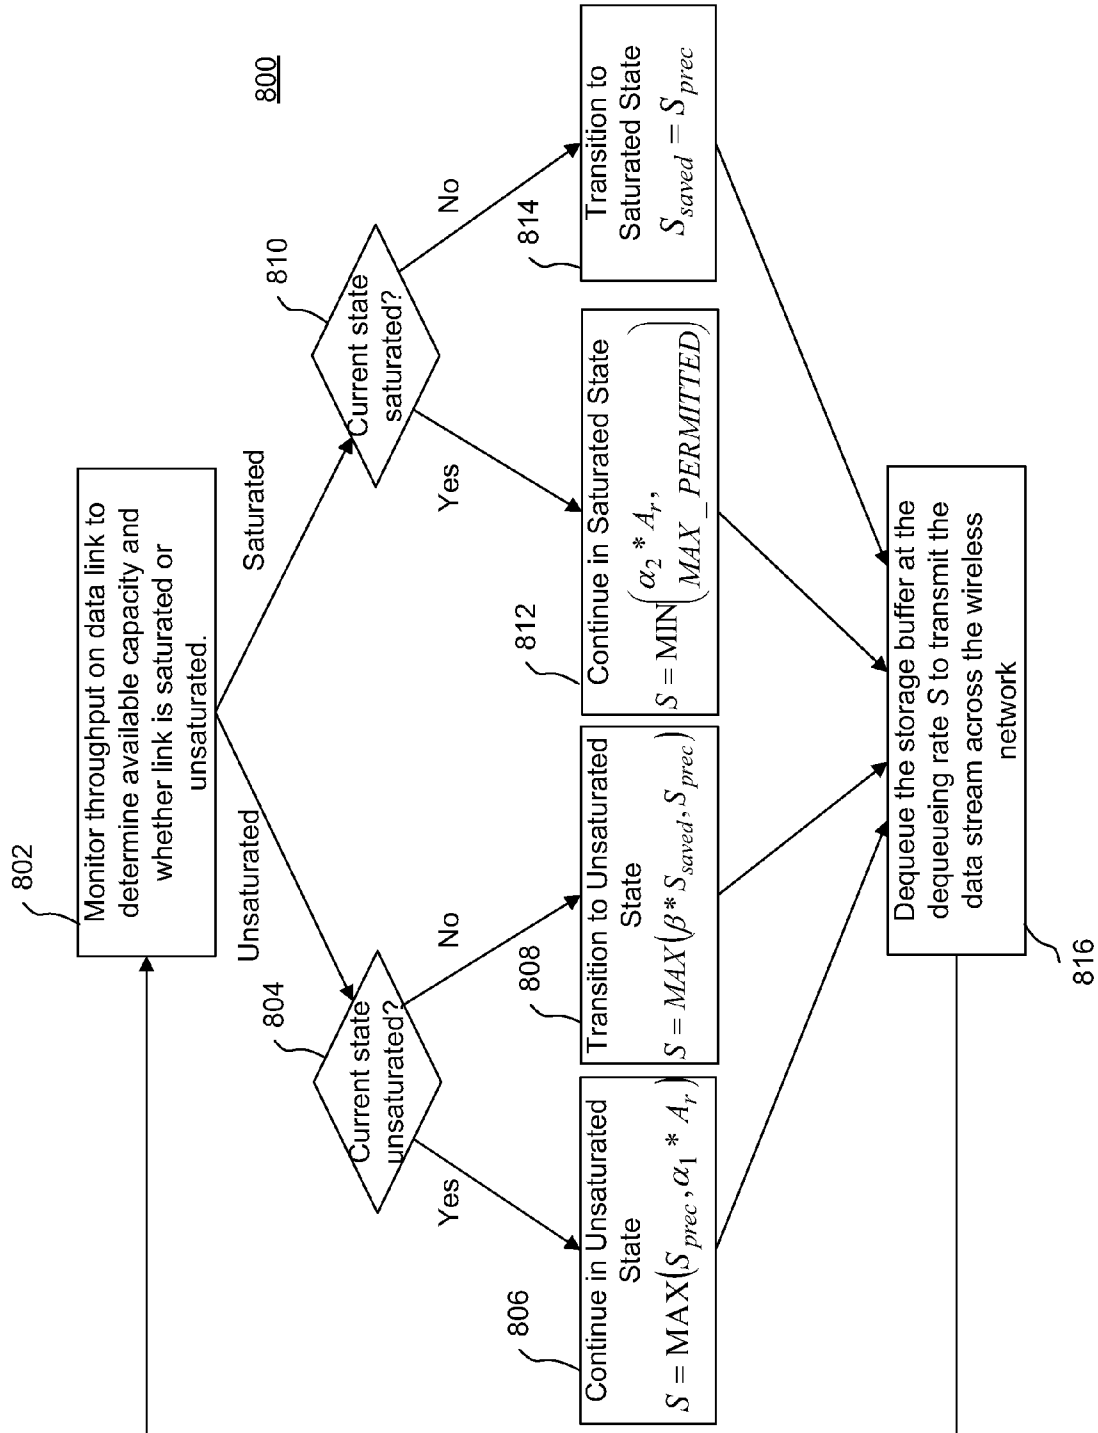 800
802
Monitor throughput on data link to
determine available capacity and
whether link is saturated or
unsaturated.
Unsaturated
Saturated
804
Current state
unsaturated?
810
Current state
saturated?
Yes
No
Yes
No
806
Continue in Unsaturated
State
S = MAX(S_prec, α_1 * A_r)
808
Transition to Unsaturated
State
S = MAX(β * S_saved, S_prec)
812
Continue in Saturated State
S = MIN(α_2 * A_r,
MAX_PERMITTED)
814
Transition to
Saturated State
S_saved = S_prec
Dequeue the storage buffer at the
dequeueing rate S to transmit the
data stream across the wireless
network
816